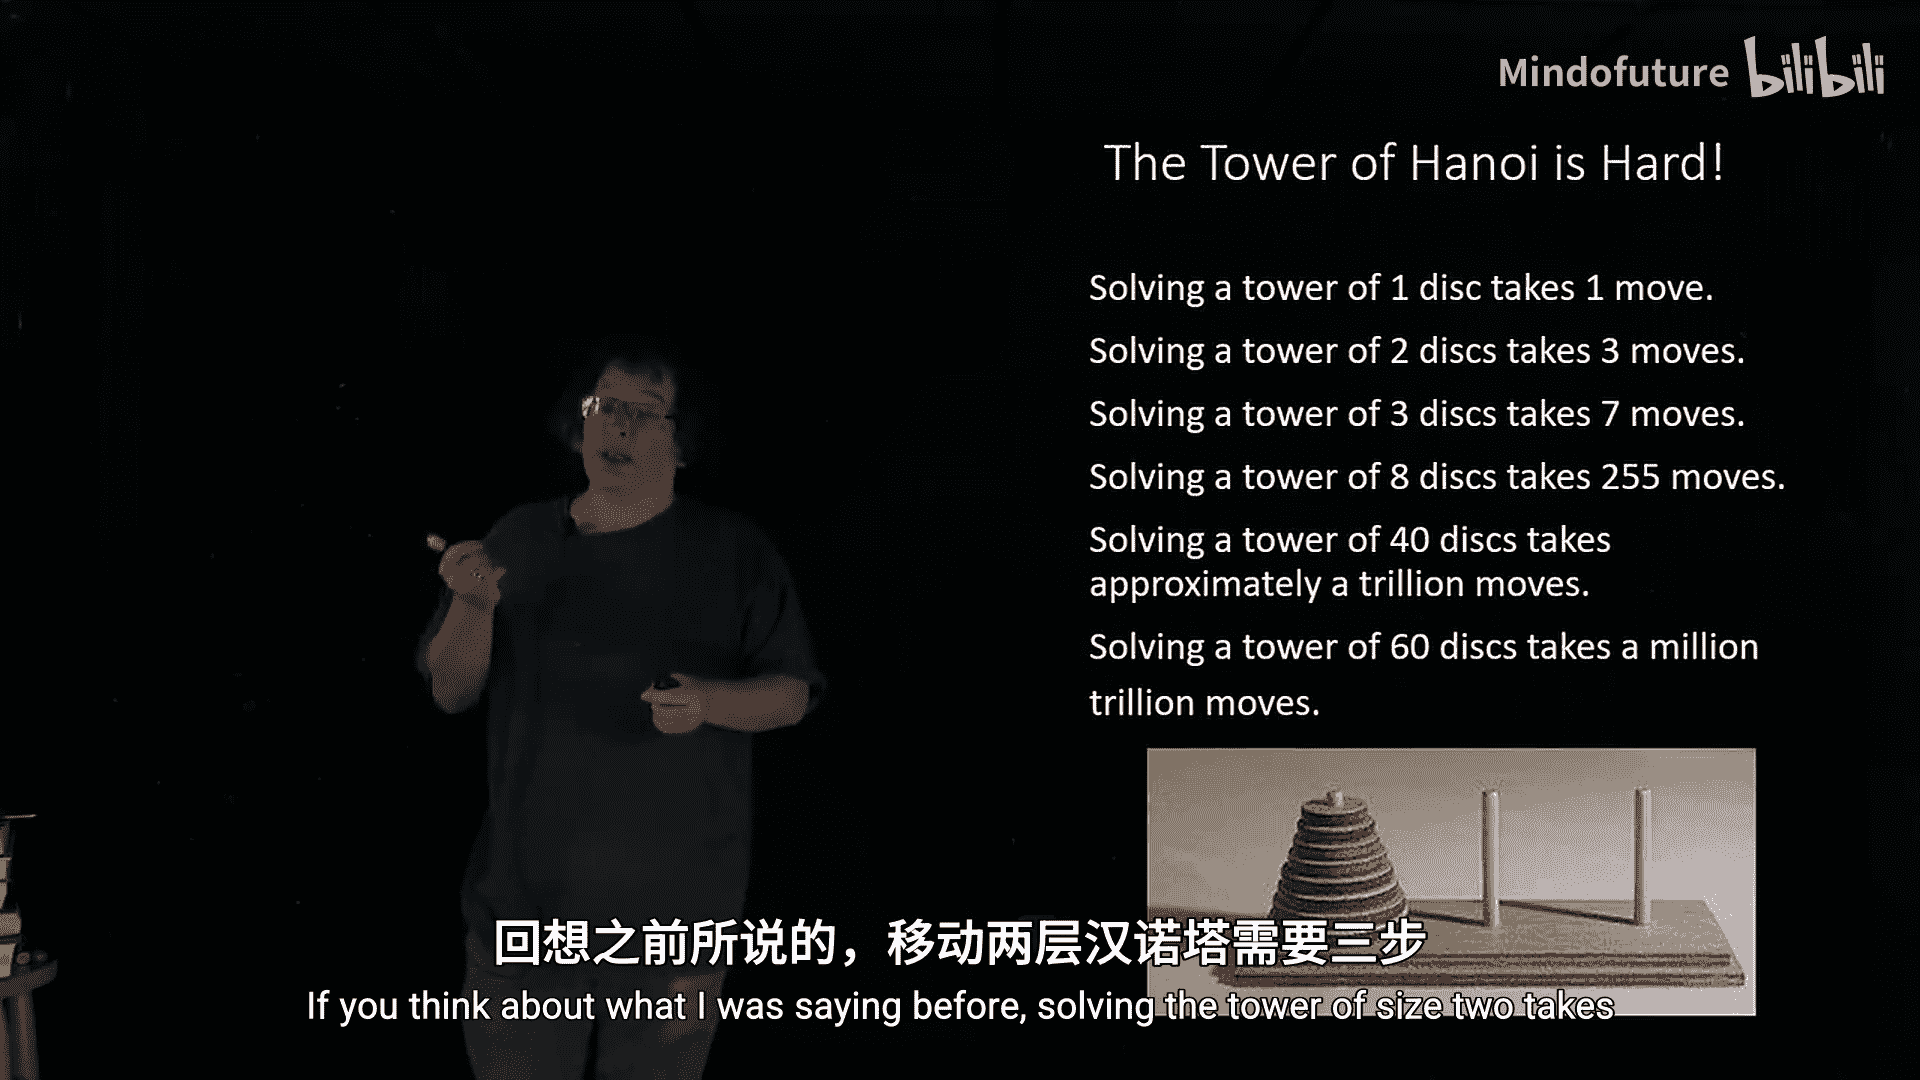 Mindofuture bilibili
The Tower of Hanoi is Hard!
Solving a tower of 1 disc takes 1 move.
Solving a tower of 2 discs takes 3 moves.
Solving a tower of 3 discs takes 7 moves.
Solving a tower of 8 discs takes 255 moves.
Solving a tower of 40 discs takes
approximately a trillion moves.
Solving a tower of 60 discs takes a million
trillion moves.
回想之前所说的，移动两层汉诺塔需要三步
If you think about what I was saying before, solving the tower of size two takes